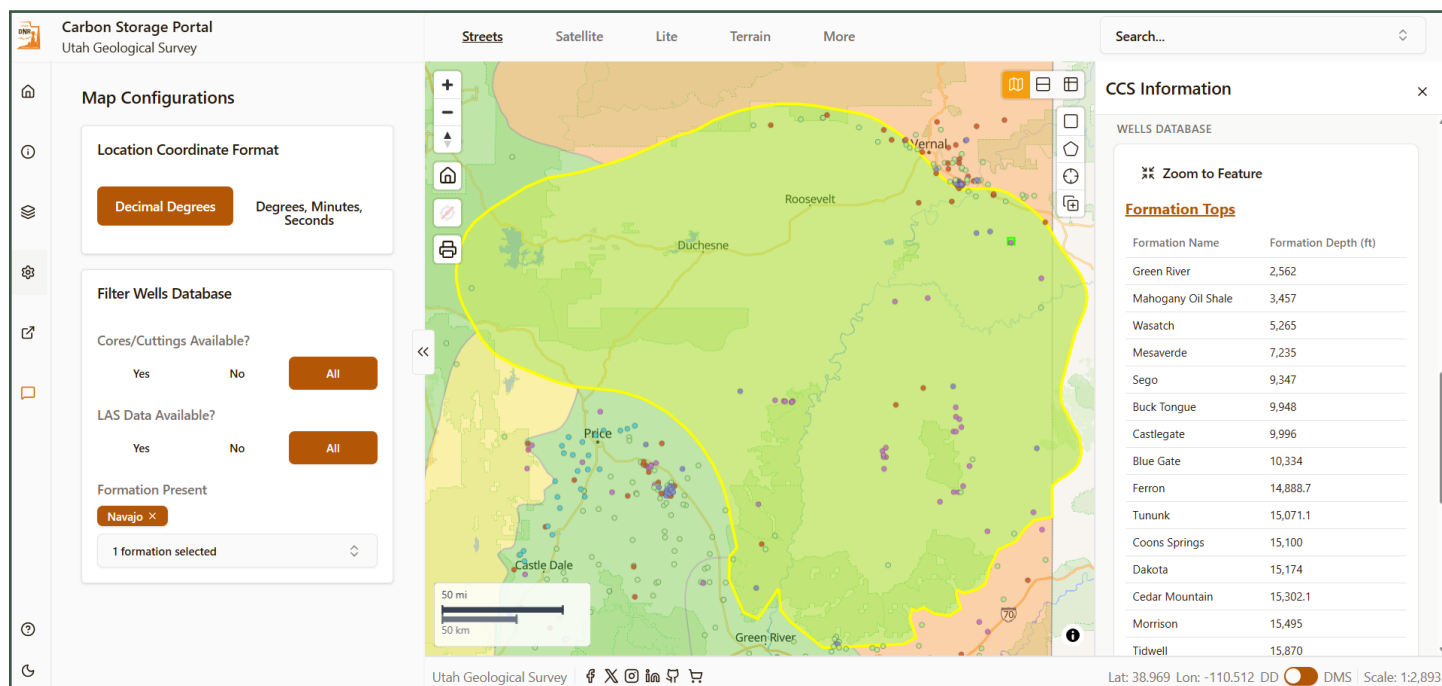 DNR
Carbon Storage Portal
Utah Geological Survey
Streets
Satellite
Lite
Terrain
More
Search...
Map Configurations
Location Coordinate Format
Decimal Degrees
Degrees, Minutes,
Seconds
Filter Wells Database
Cores/Cuttings Available?
Yes
No
All
LAS Data Available?
Yes
No
All
Formation Present
Navajo ×
1 formation selected
Vernal
Roosevelt
Duchesne
Price
Castle Dale
Green River
70
50 mi
50 km
CCS Information
WELLS DATABASE
Zoom to Feature
Formation Tops
Formation Name Formation Depth (ft)
Green River 2,562
Mahogany Oil Shale 3,457
Wasatch 5,265
Mesaverde 7,235
Sego 9,347
Buck Tongue 9,948
Castlegate 9,996
Blue Gate 10,334
Ferron 14,888.7
Tununk 15,071.1
Coons Springs 15,100
Dakota 15,174
Cedar Mountain 15,302.1
Morrison 15,495
Tidwell 15,870
Utah Geological Survey
Lat: 38.969 Lon: -110.512 DD DMS Scale: 1:2,893